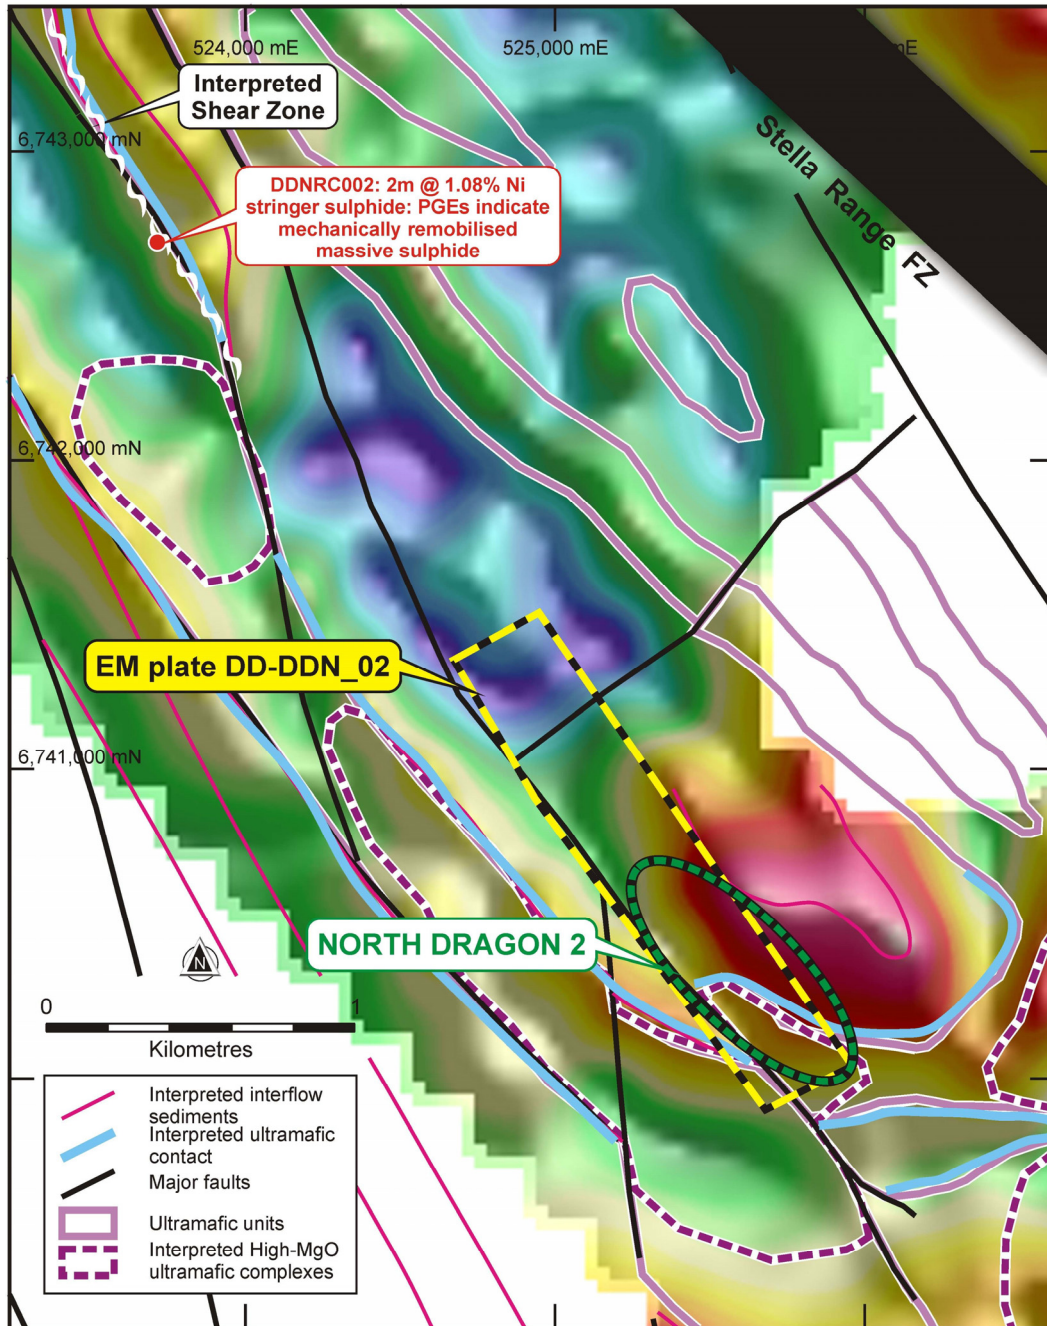 524,000 mE
525,000 mE
mE
Interpreted
Shear Zone
6,743,000 mN
Stella Range FZ
DDNRC002: 2m @ 1.08% Ni
stringer sulphide: PGEs indicate
mechanically remobilised
massive sulphide
6,742,000 mN
EM plate DD-DDN_02
6,741,000 mN
NORTH DRAGON 2
N
0
1
Kilometres
Interpreted interflow
sediments
Interpreted ultramafic
contact
Major faults
Ultramafic units
Interpreted High-MgO
ultramafic complexes